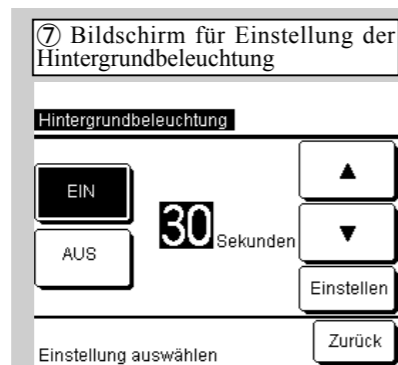 ⑦ Bildschirm für Einstellung der
Hintergrundbeleuchtung
Hintergrundbeleuchtung
▲
EIN
30 Sekunden
▼
AUS
Einstellen
Zurück
Einstellung auswählen